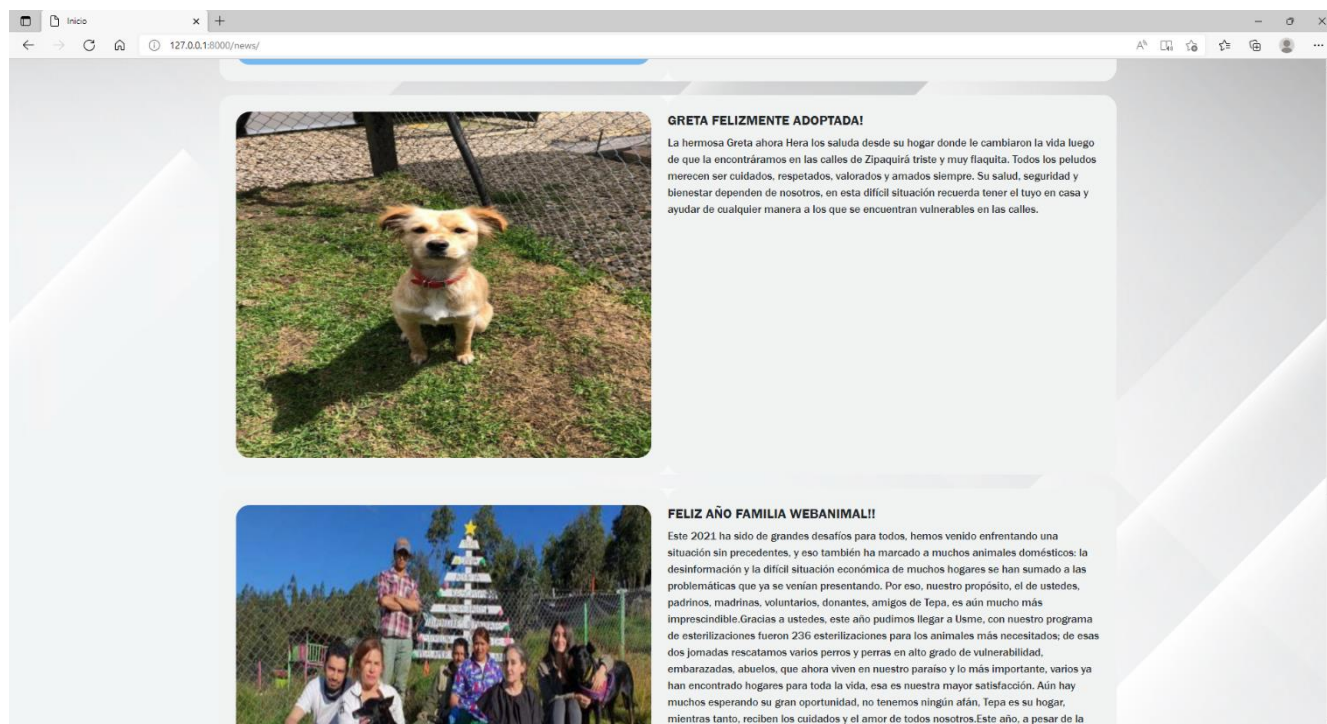 Inicio
127.0.0.1:8000/news/
GRETA FELIZMENTE ADOPTADA!
La hermosa Greta ahora Hera los saluda desde su hogar donde le cambiaron la vida luego
de que la encontráramos en las calles de Zipaquirá triste y muy flaquita. Todos los peludos
merecen ser cuidados, respetados, valorados y amados siempre. Su salud, seguridad y
bienestar dependen de nosotros, en esta difícil situación recuerda tener el tuyo en casa y
ayudar de cualquier manera a los que se encuentran vulnerables en las calles.
FELIZ AÑO FAMILIA WEBANIMAL!!
Este 2021 ha sido de grandes desafíos para todos, hemos venido enfrentando una
situación sin precedentes, y eso también ha marcado a muchos animales domésticos: la
desinformación y la difícil situación económica de muchos hogares se han sumado a las
problemáticas que ya se venían presentando. Por eso, nuestro propósito, el de ustedes,
padrinos, madrinas, voluntarios, donantes, amigos de Tepa, es aún mucho más
imprescindible.Gracias a ustedes, este año pudimos llegar a Usme, con nuestro programa
de esterilizaciones fueron 236 esterilizaciones para los animales más necesitados; de esas
dos jornadas rescatamos varios perros y perras en alto grado de vulnerabilidad,
embarazadas, abuelos, que ahora viven en nuestro paraíso y lo más importante, varios ya
han encontrado hogares para toda la vida, esa es nuestra mayor satisfacción. Aún hay
muchos esperando su gran oportunidad, no tenemos ningún afán, Tepa es su hogar,
mientras tanto, reciben los cuidados y el amor de todos nosotros.Este año, a pesar de la